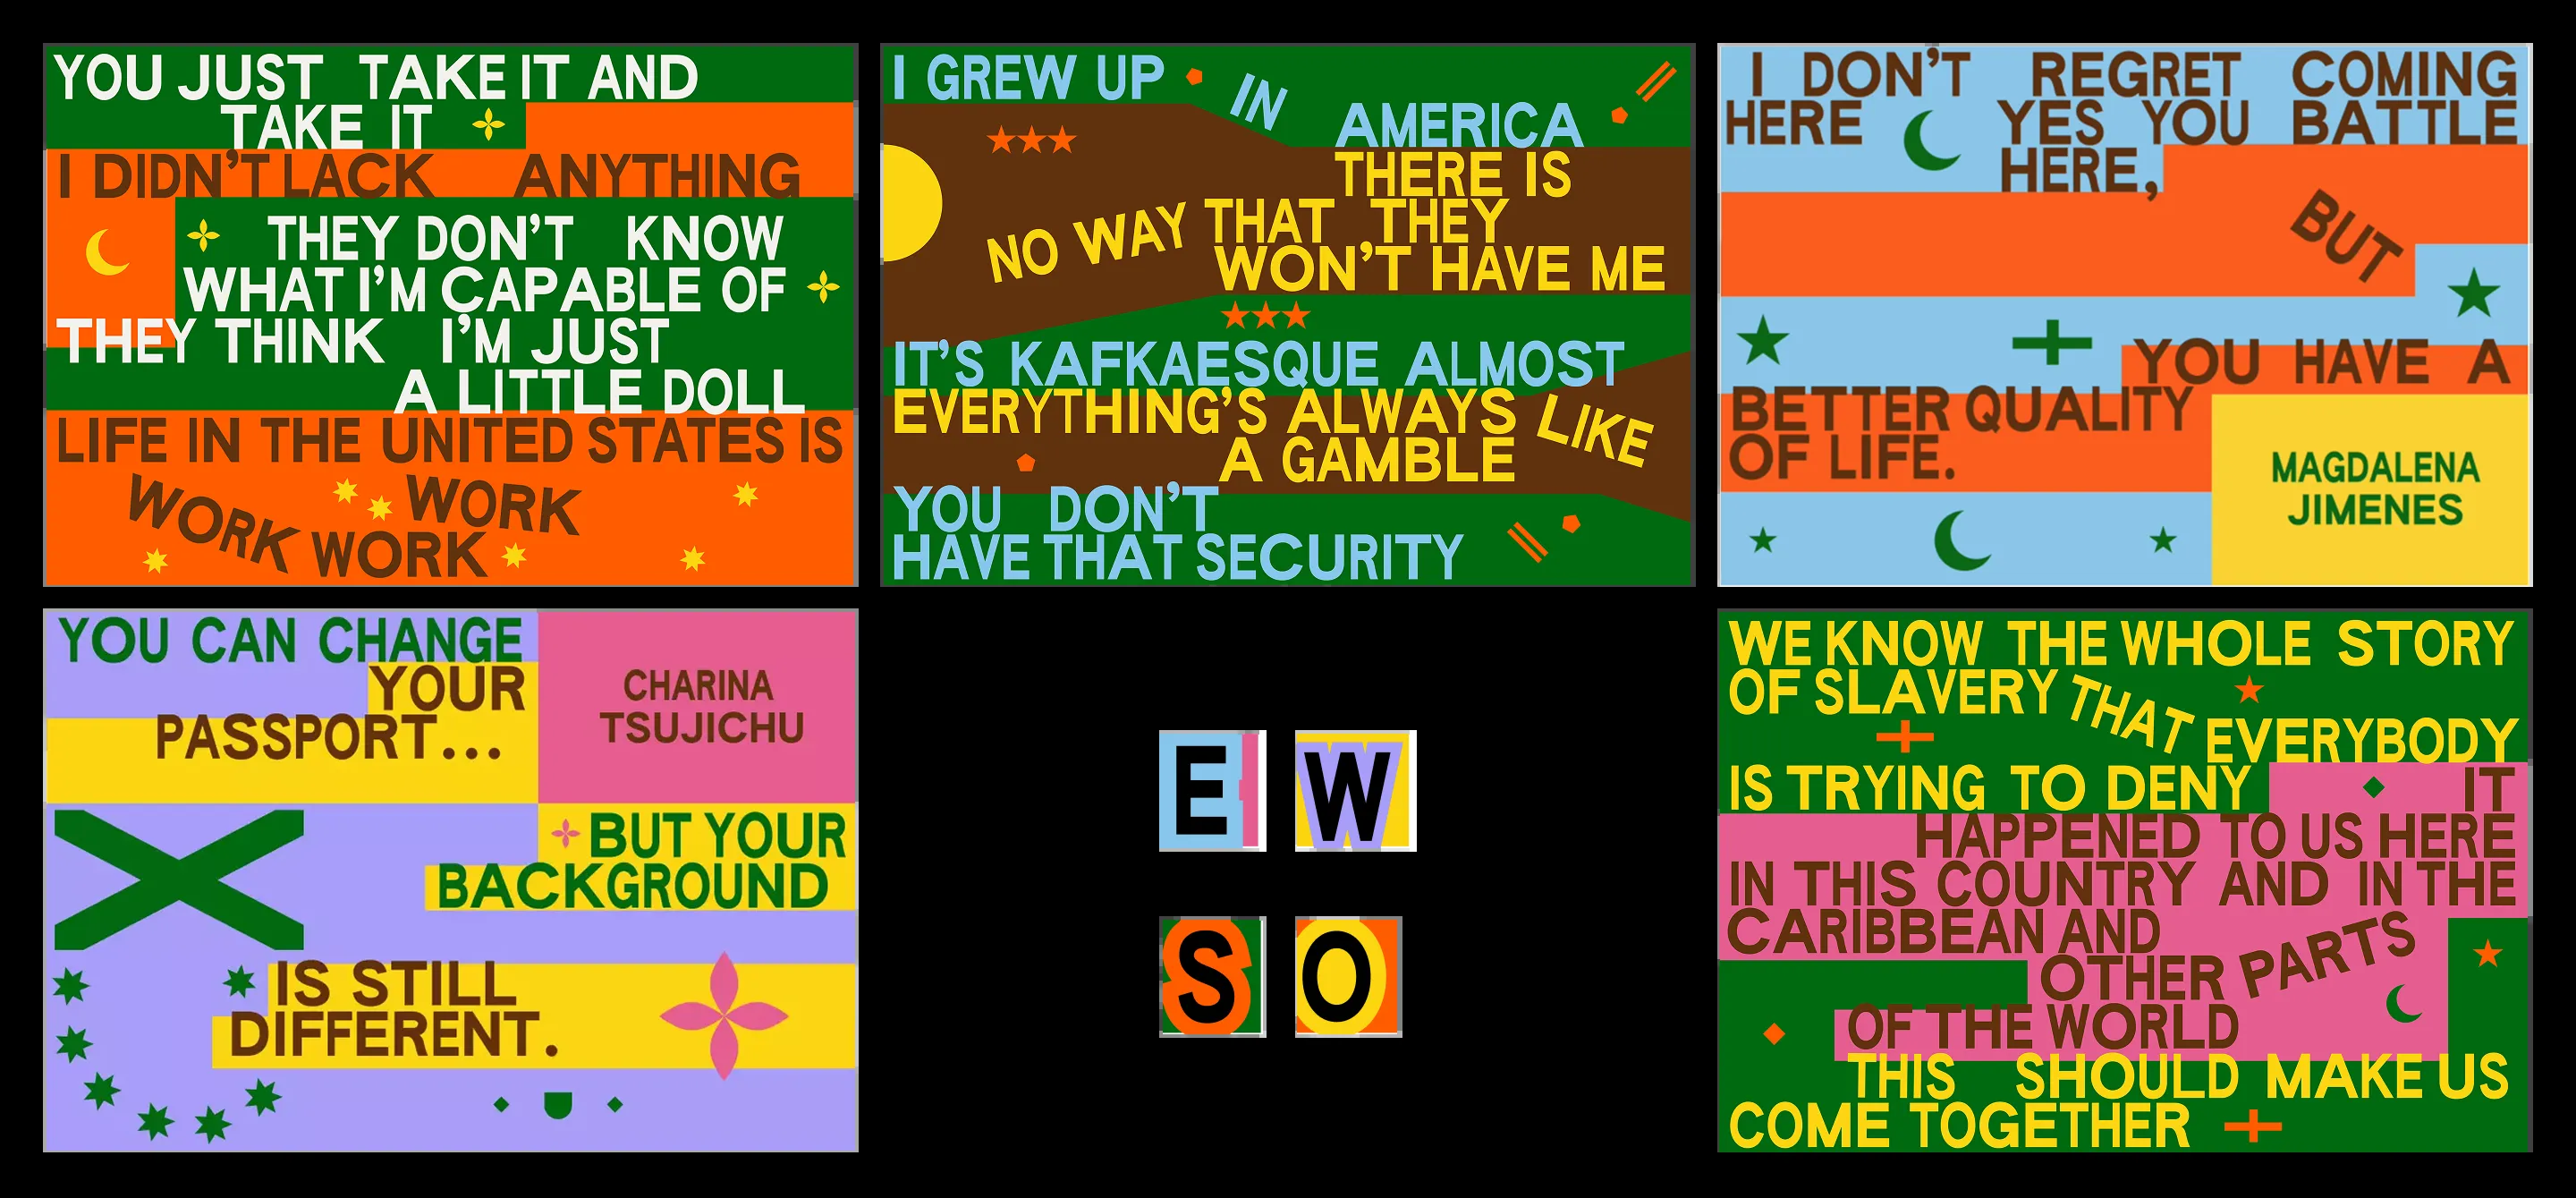 YOU JUST TAKE IT AND
TAKE IT
I DIDN'T LACK ANYTHING
THEY DON'T KNOW
WHAT I'M CAPABLE OF
THEY THINK I'M JUST
A LITTLE DOLL
LIFE IN THE UNITED STATES IS
WORK WORK
WORK
I GREW UP IN AMERICA
THERE IS
NO WAY THAT THEY
WON'T HAVE ME
IT'S KAFKAESQUE ALMOST
EVERYTHING'S ALWAYS LIKE
A GAMBLE
YOU DON'T
HAVE THAT SECURITY
I DON'T REGRET COMING
HERE YES YOU BATTLE
HERE,
BUT
YOU HAVE A
BETTER QUALITY
OF LIFE.
MAGDALENA
JIMENES
YOU CAN CHANGE
YOUR
PASSPORT...
CHARINA
TSUJICHU
BUT YOUR
BACKGROUND
IS STILL
DIFFERENT.
E W
S O
WE KNOW THE WHOLE STORY
OF SLAVERY THAT EVERYBODY
IS TRYING TO DENY IT
HAPPENED TO US HERE
IN THIS COUNTRY AND IN THE
CARIBBEAN AND
OTHER PARTS
OF THE WORLD
THIS SHOULD MAKE US
COME TOGETHER